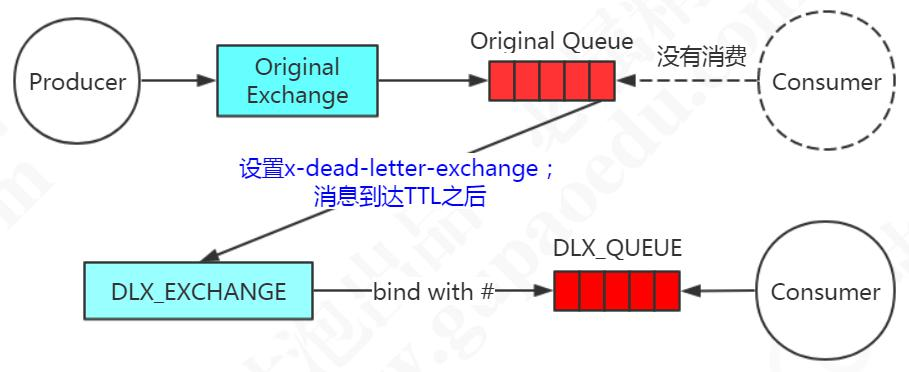 Producer
Original
Exchange
Original Queue
没有消费
Consumer
设置x-dead-letter-exchange；
消息到达TTL之后
DLX_EXCHANGE
bind with #
DLX_QUEUE
Consumer